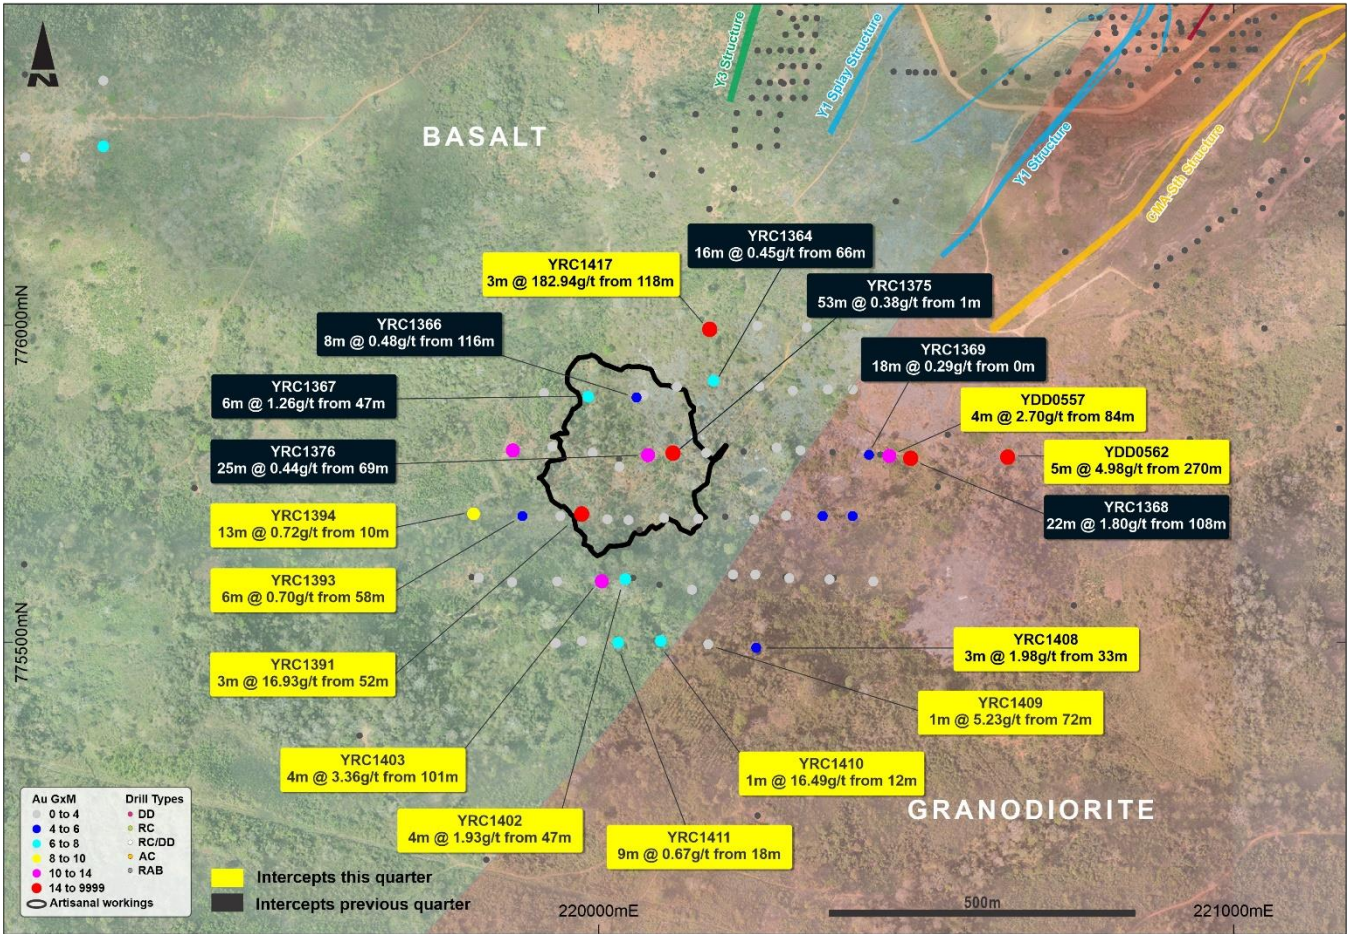 N
Y3 Structure
Y1 Splay Structure
Y1 Structure
CMA-Sth Structure
BASALT
YRC1364
16m @ 0.45g/t from 66m
YRC1417
3m @ 182.94g/t from 118m
YRC1375
53m @ 0.38g/t from 1m
776000mN
YRC1366
8m @ 0.48g/t from 116m
YRC1369
18m @ 0.29g/t from 0m
YRC1367
6m @ 1.26g/t from 47m
YDD0557
4m @ 2.70g/t from 84m
YRC1376
25m @ 0.44g/t from 69m
YDD0562
5m @ 4.98g/t from 270m
YRC1394
13m @ 0.72g/t from 10m
YRC1368
22m @ 1.80g/t from 108m
YRC1393
6m @ 0.70g/t from 58m
775500mN
YRC1408
3m @ 1.98g/t from 33m
YRC1391
3m @ 16.93g/t from 52m
YRC1409
1m @ 5.23g/t from 72m
YRC1403
4m @ 3.36g/t from 101m
YRC1410
1m @ 16.49g/t from 12m
GRANODIORITE
YRC1402
4m @ 1.93g/t from 47m
YRC1411
9m @ 0.67g/t from 18m
Au GxM
0 to 4
4 to 6
6 to 8
8 to 10
10 to 14
14 to 9999
Artisanal workings
Drill Types
DD
RC
RC/DD
AC
RAB
Intercepts this quarter
Intercepts previous quarter
220000mE
500m
221000mE